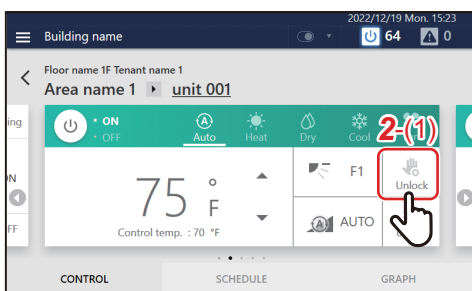 2022/12/19 Mon. 15:23
Building name
64
0
Floor name 1F Tenant name 1
Area name 1 unit 001
ing
ON
OFF
A
Auto
Heat
Dry
Cool
2-(1)
N
FF
75 °F
Control temp. : 70 °F
F1
Unlock
A
AUTO
CONTROL
SCHEDULE
GRAPH